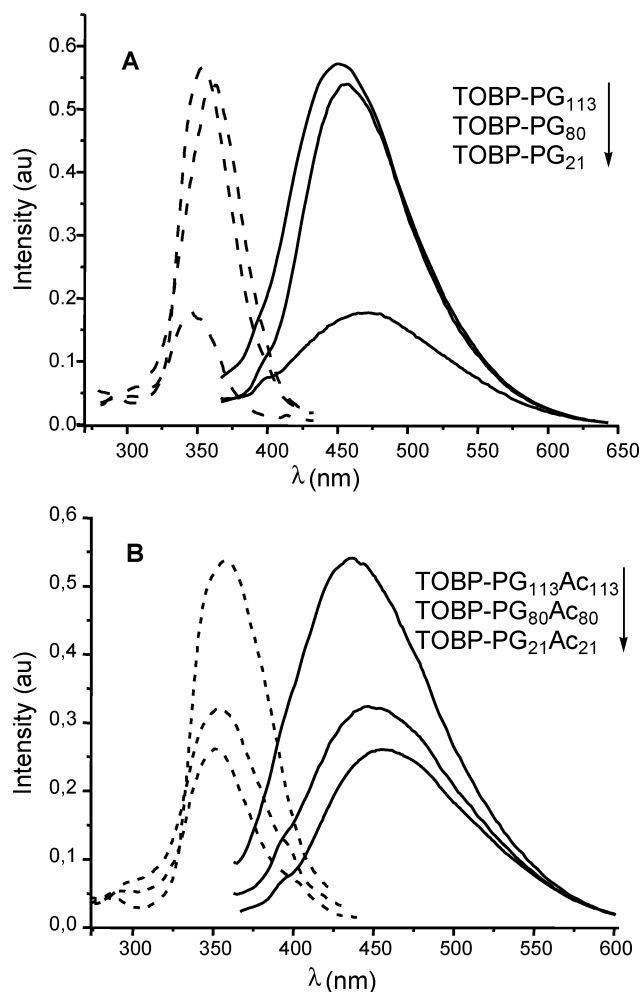 A
TOBP-PG₁₁₃
TOBP-PG₈₀
TOBP-PG₂₁
Intensity (au)
0.6
0.5
0.4
0.3
0.2
0.1
0.0
300 350 400 450 500 550 600 650
λ (nm)
B
TOBP-PG₁₁₃Ac₁₁₃
TOBP-PG₈₀Ac₈₀
TOBP-PG₂₁Ac₂₁
Intensity (au)
0,6
0,5
0,4
0,3
0,2
0,1
0,0
300 350 400 450 500 550 600
λ (nm)